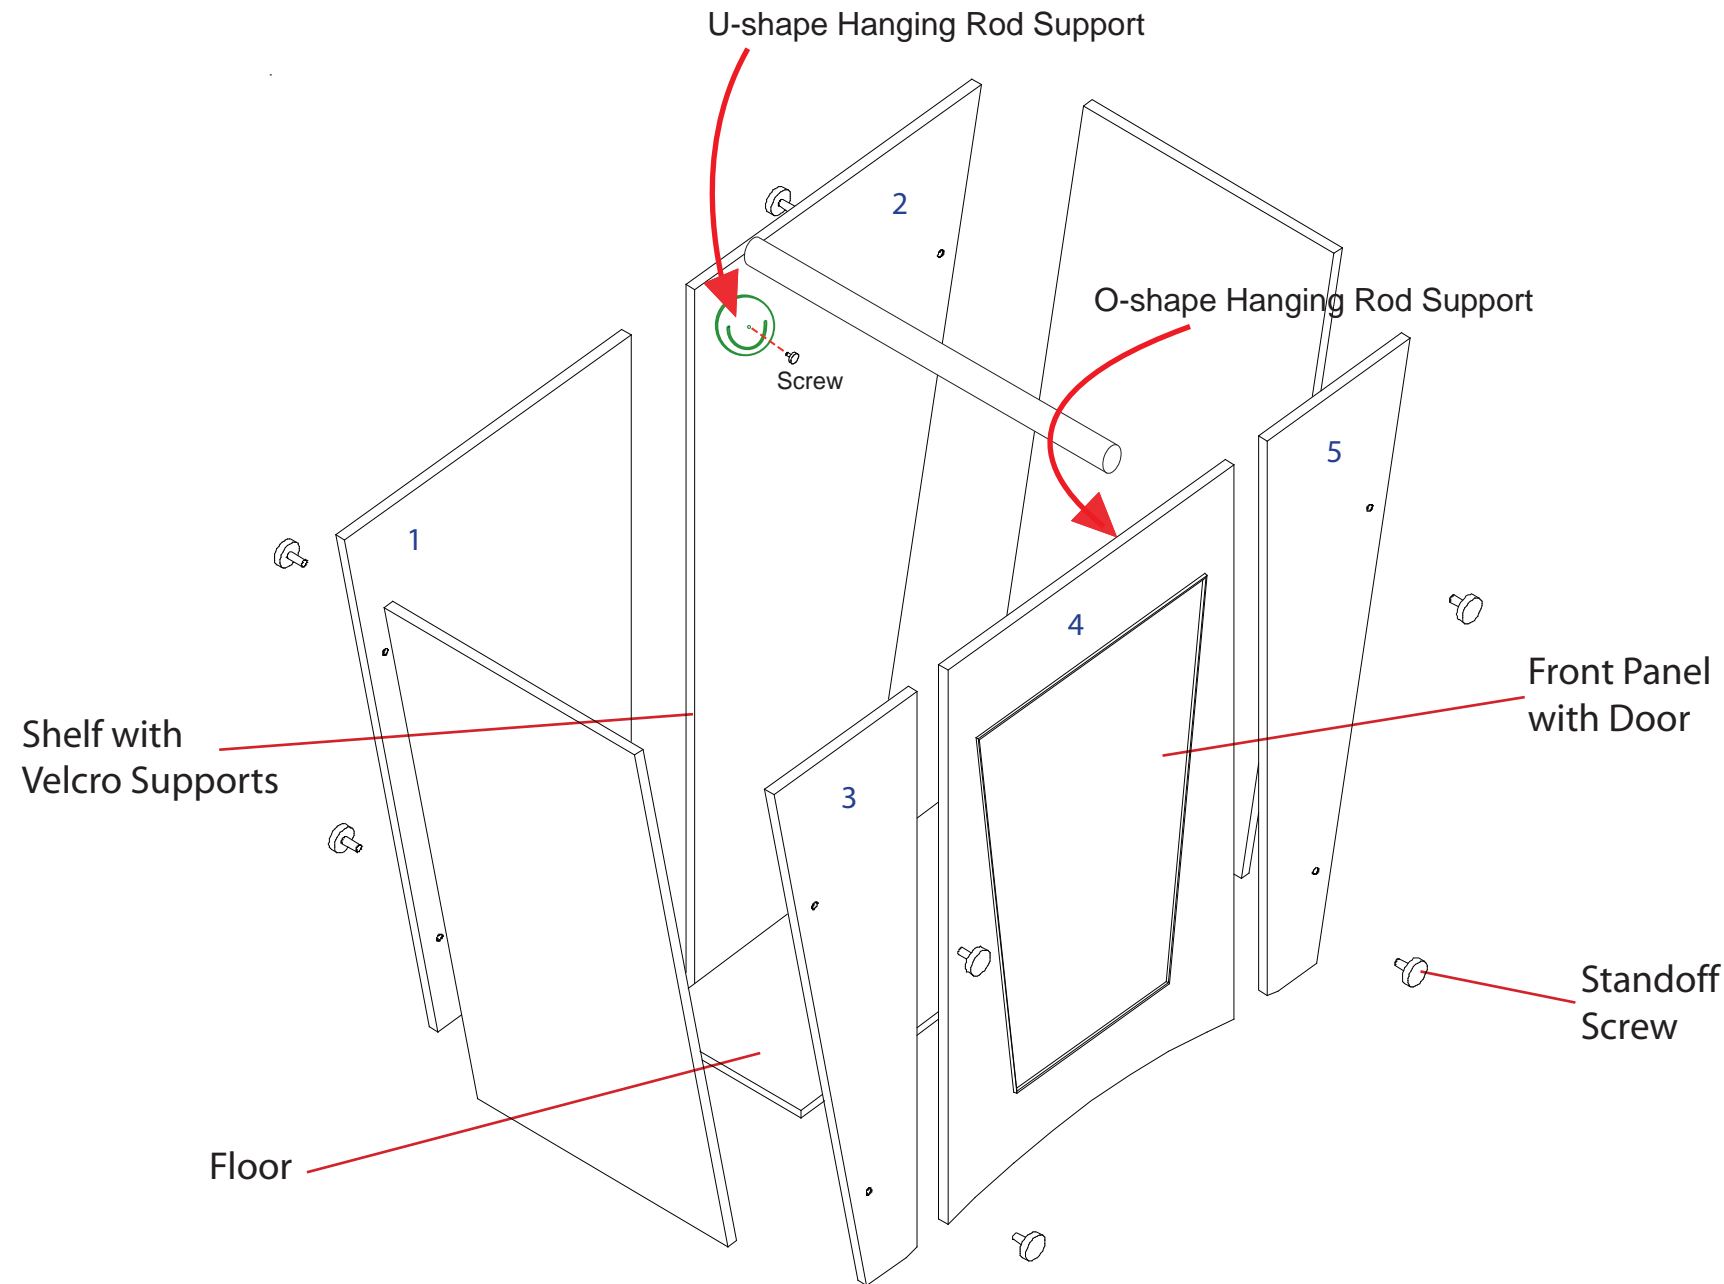 U-shape Hanging Rod Support
2
O-shape Hanging Rod Support
Screw
5
1
4
Front Panel
with Door
Shelf with
Velcro Supports
3
Standoff
Screw
Floor